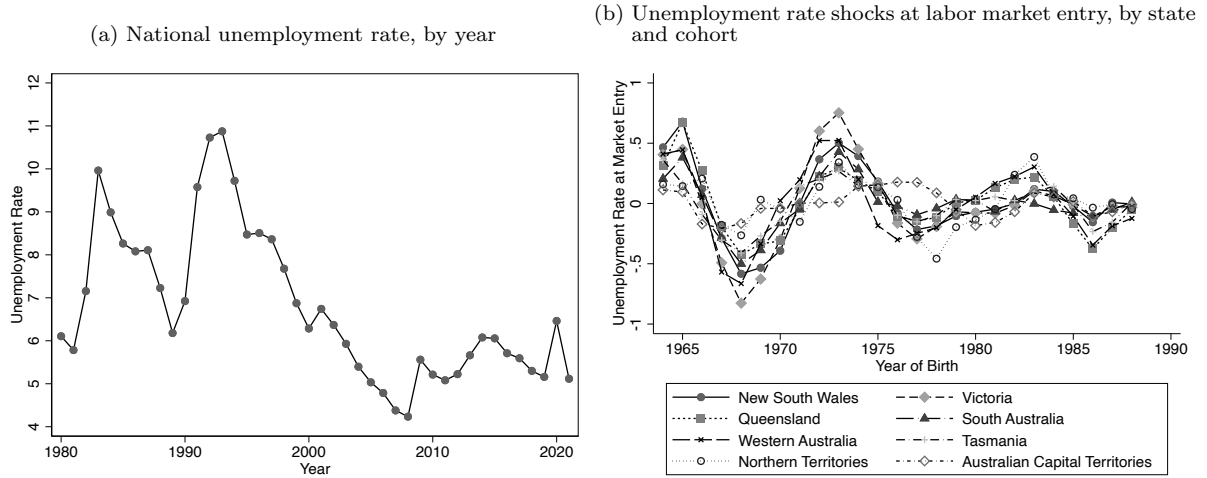 (a) National unemployment rate, by year
12
11
10
9
8
7
6
5
4
Unemployment Rate
1980
1990
2000
2010
2020
Year
(b) Unemployment rate shocks at labor market entry, by state
and cohort
1
.5
0
-.5
-1
Unemployment Rate at Market Entry
1965
1970
1975
1980
1985
1990
Year of Birth
New South Wales
Victoria
Queensland
South Australia
Western Australia
Tasmania
Northern Territories
Australian Capital Territories